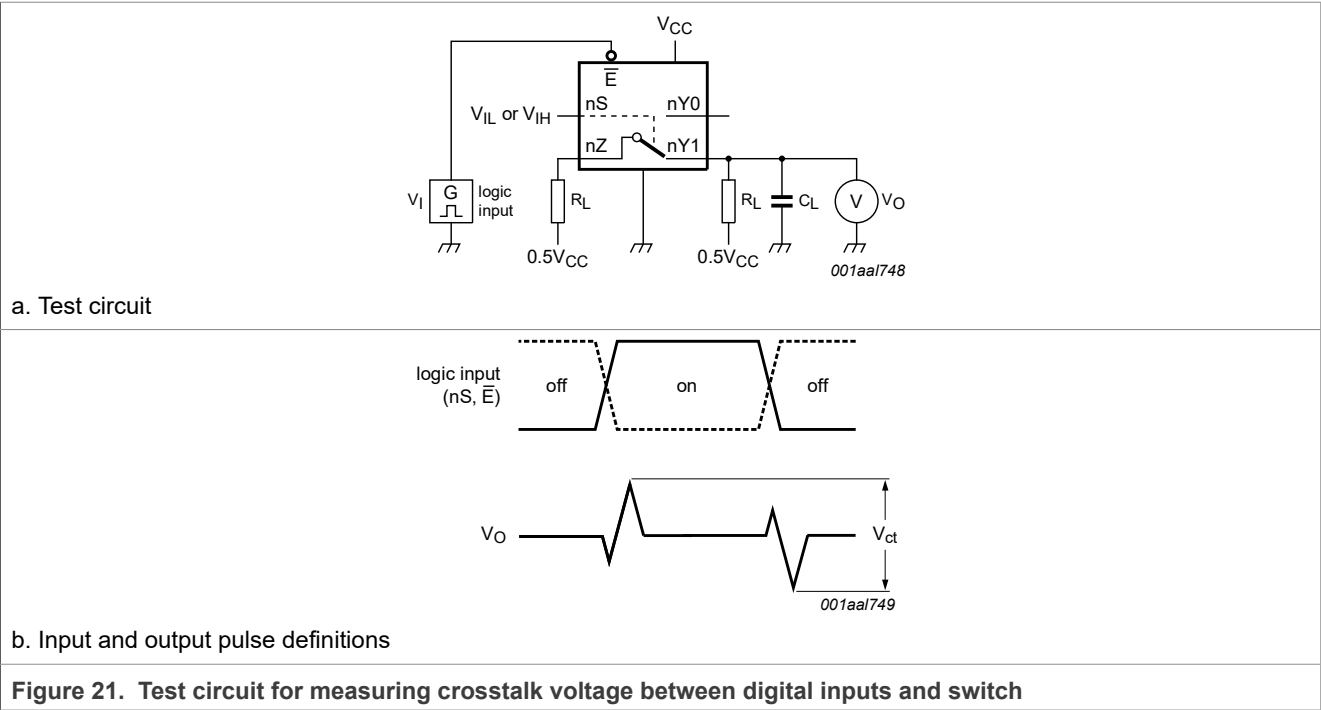 VCC
E̅
nS
nY0
VIL or VIH
nZ
nY1
VI
G
logic
input
RL
RL
CL
V
VO
0.5VCC
0.5VCC
001aal748
a. Test circuit
logic input
(nS, E̅)
off
on
off
VO
Vct
001aal749
b. Input and output pulse definitions
Figure 21. Test circuit for measuring crosstalk voltage between digital inputs and switch